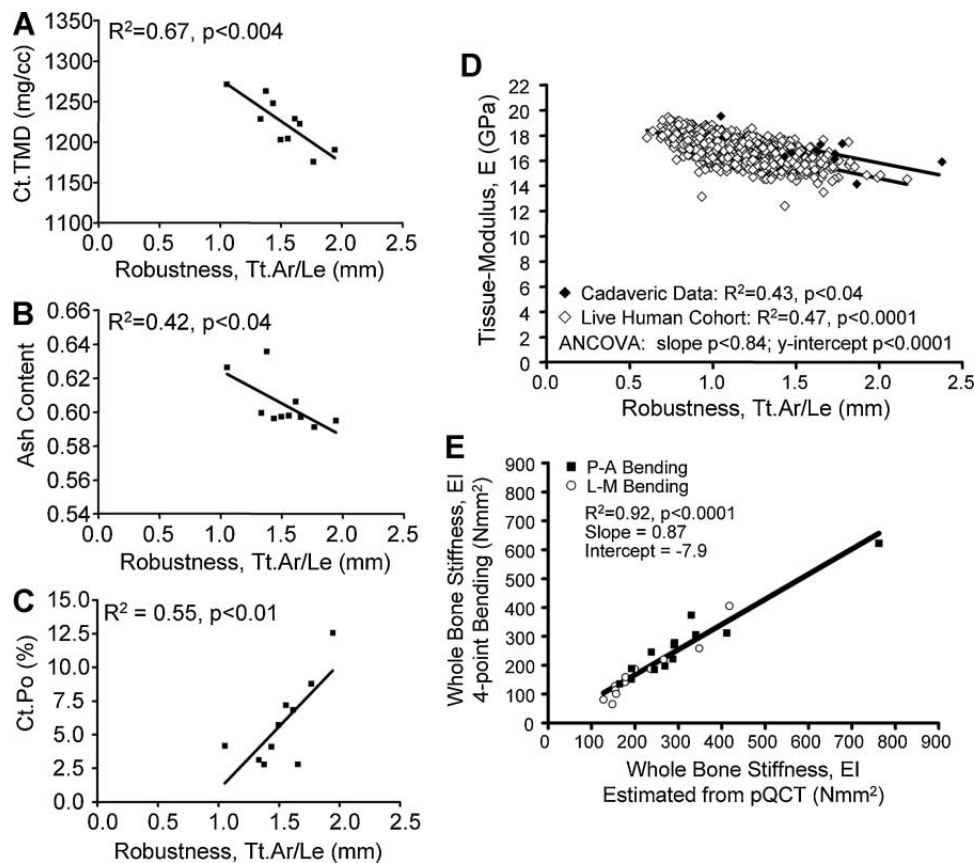 A
R²=0.67, p<0.004
Ct.TMD (mg/cc)
1350
1300
1250
1200
1150
1100
0.0 0.5 1.0 1.5 2.0 2.5
Robustness, Tt.Ar/Le (mm)
B
R²=0.42, p<0.04
Ash Content
0.66
0.64
0.62
0.60
0.58
0.56
0.54
0.0 0.5 1.0 1.5 2.0 2.5
Robustness, Tt.Ar/Le (mm)
C
R² = 0.55, p<0.01
Ct.Po (%)
15.0
12.5
10.0
7.5
5.0
2.5
0.0
0.0 0.5 1.0 1.5 2.0 2.5
Robustness, Tt.Ar/Le (mm)
D
Tissue-Modulus, E (GPa)
22
20
18
16
14
12
10
8
6
4
2
0
Cadaveric Data: R²=0.43, p<0.04
Live Human Cohort: R²=0.47, p<0.0001
ANCOVA: slope p<0.84; y-intercept p<0.0001
0.0 0.5 1.0 1.5 2.0 2.5
Robustness, Tt.Ar/Le (mm)
E
Whole Bone Stiffness, EI
4-point Bending (Nmm²)
900
800
700
600
500
400
300
200
100
0
P-A Bending
L-M Bending
R²=0.92, p<0.0001
Slope = 0.87
Intercept = -7.9
0 100 200 300 400 500 600 700 800 900
Whole Bone Stiffness, EI
Estimated from pQCT (Nmm²)